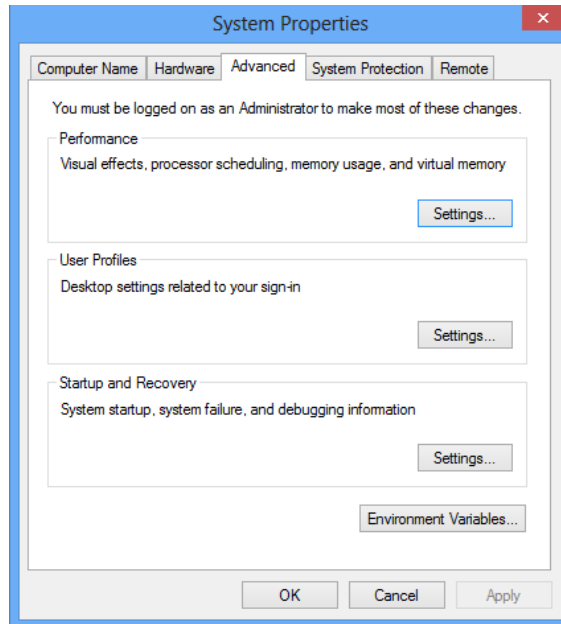 System Properties
Computer Name Hardware Advanced System Protection Remote
You must be logged on as an Administrator to make most of these changes.
Performance
Visual effects, processor scheduling, memory usage, and virtual memory
Settings...
User Profiles
Desktop settings related to your sign-in
Settings...
Startup and Recovery
System startup, system failure, and debugging information
Settings...
Environment Variables...
OK Cancel Apply